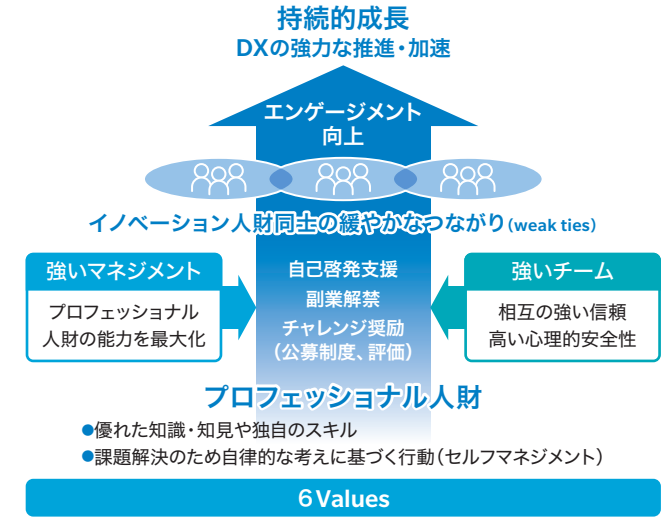 持続的成長
DXの強力な推進・加速
エンゲージメント
向上
イノベーション人財同士の緩やかなつながり(weak ties)
強いマネジメント
プロフェッショナル
人財の能力を最大化
自己啓発支援
副業解禁
チャレンジ奨励
(公募制度、評価)
強いチーム
相互の強い信頼
高い心理的安全性
プロフェッショナル人財
●優れた知識・知見や独自のスキル
●課題解決のため自律的な考えに基づく行動(セルフマネジメント)
6Values